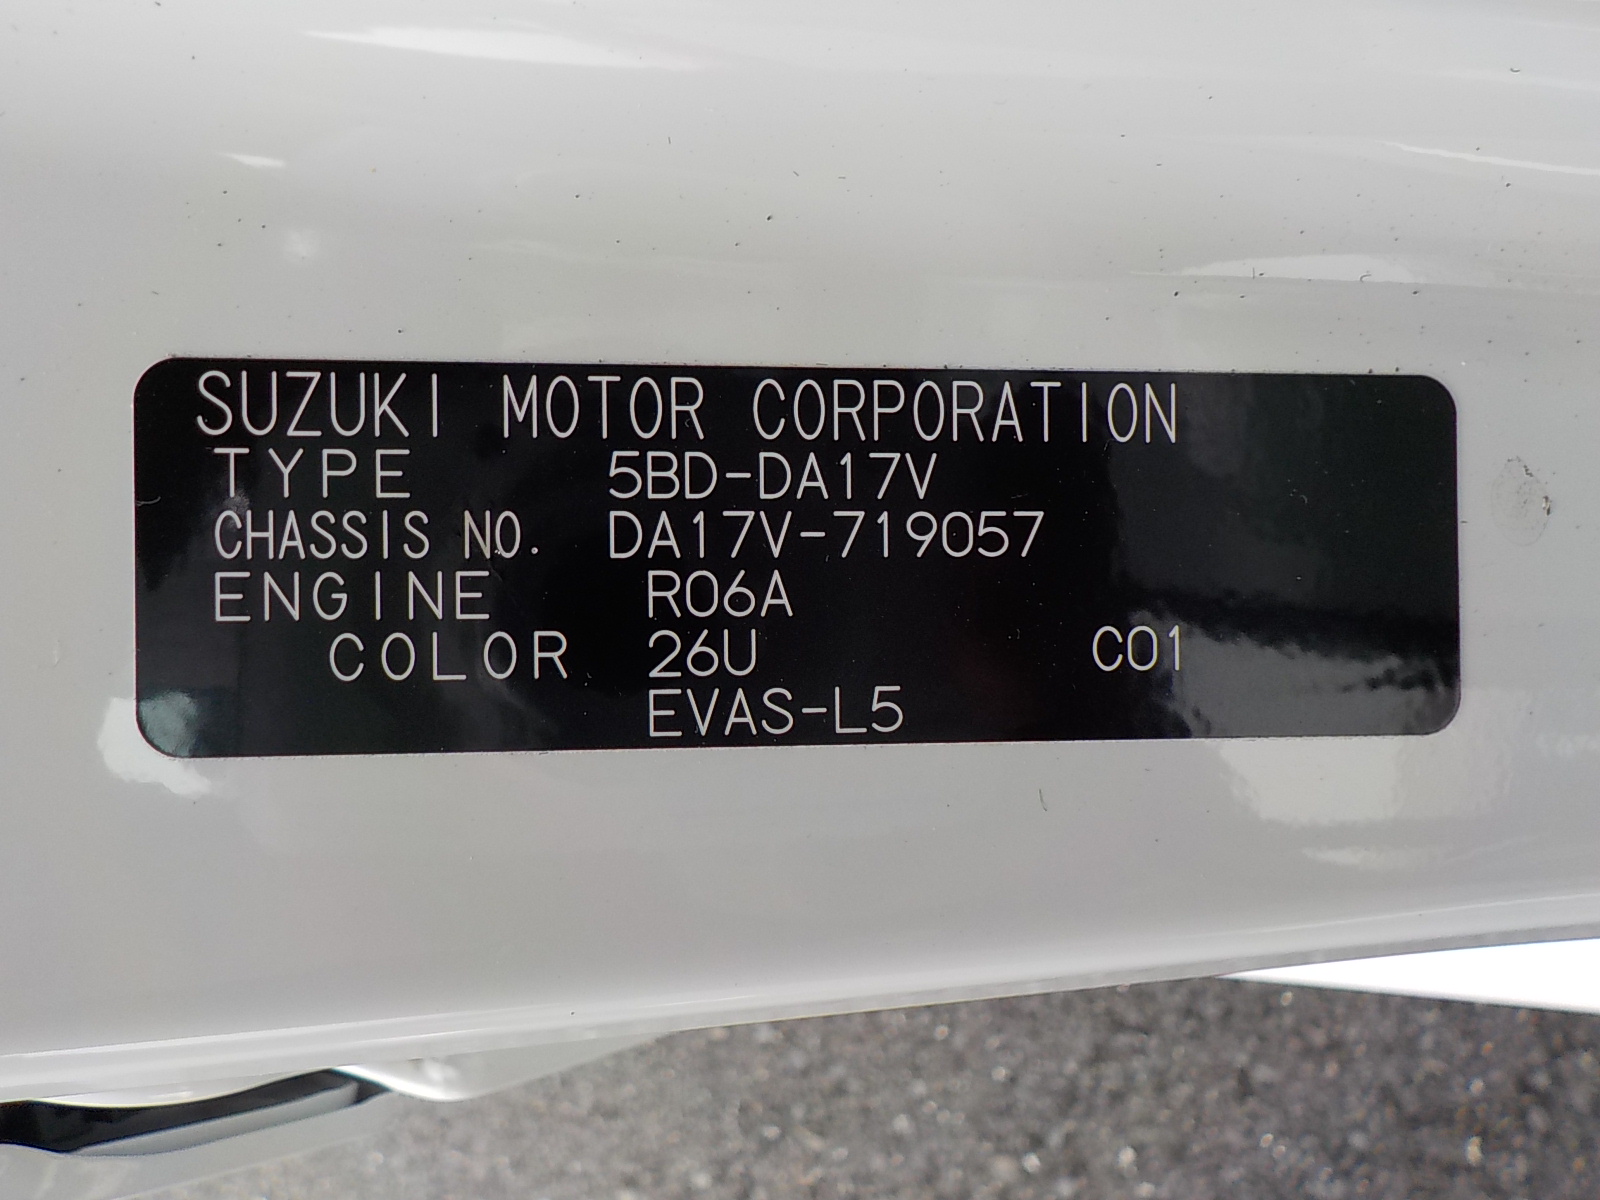 SUZUKI MOTOR CORPORATION
TYPE 5BD-DA17V
CHASSIS NO. DA17V-719057
ENGINE R06A
COLOR 26U C01
EVAS-L5